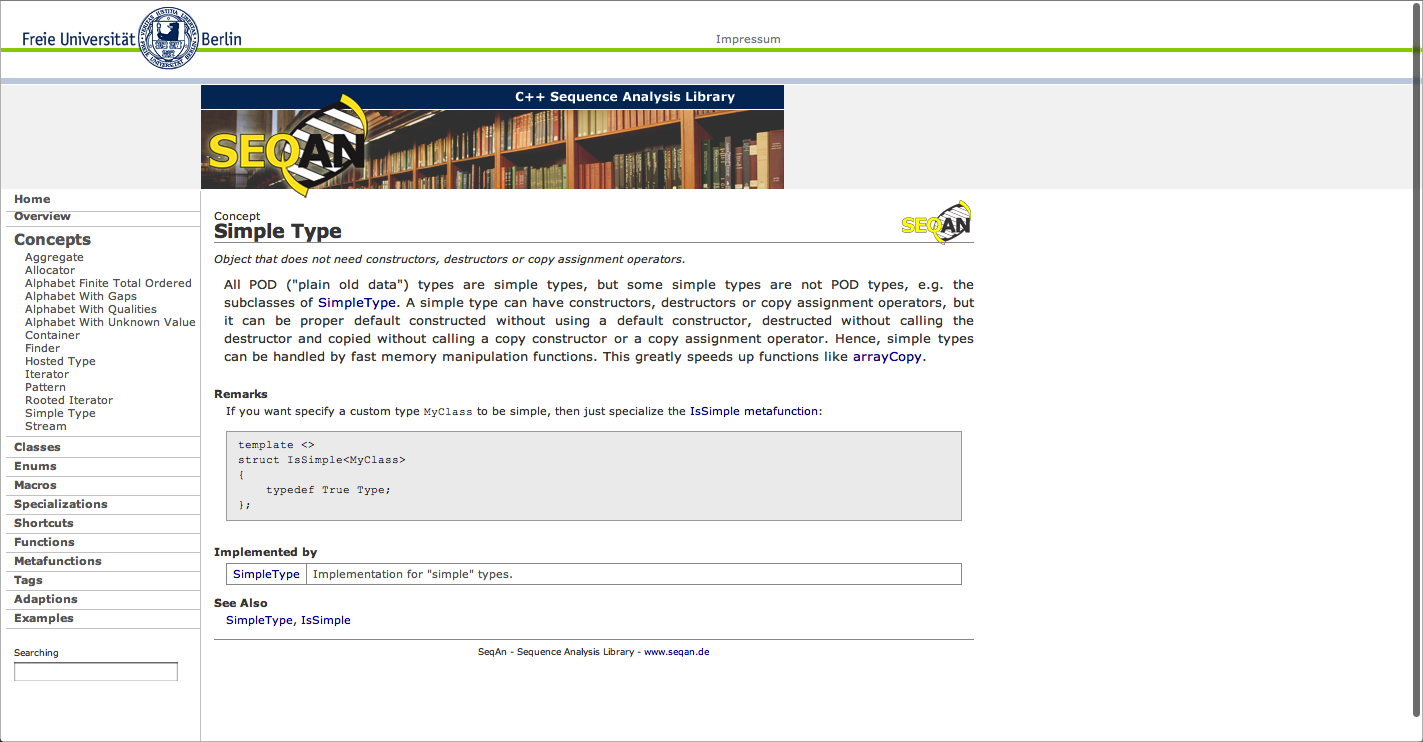 Freie Universität Berlin
Impressum
C++ Sequence Analysis Library
SEQAN
Home
Overview
Concepts
Aggregate
Allocator
Alphabet Finite Total Ordered
Alphabet With Gaps
Alphabet With Qualities
Alphabet With Unknown Value
Container
Finder
Hosted Type
Iterator
Pattern
Rooted Iterator
Simple Type
Stream
Classes
Enums
Macros
Specializations
Shortcuts
Functions
Metafunctions
Tags
Adaptions
Examples
Searching
Concept
Simple Type
SEQAN
Object that does not need constructors, destructors or copy assignment operators.
All POD ("plain old data") types are simple types, but some simple types are not POD types, e.g. the
subclasses of SimpleType. A simple type can have constructors, destructors or copy assignment operators, but
it can be proper default constructed without using a default constructor, destructed without calling the
destructor and copied without calling a copy constructor or a copy assignment operator. Hence, simple types
can be handled by fast memory manipulation functions. This greatly speeds up functions like arrayCopy.
Remarks
If you want specify a custom type MyClass to be simple, then just specialize the IsSimple metafunction:
template <>
struct IsSimple<MyClass>
{
    typedef True Type;
};
Implemented by
SimpleType Implementation for "simple" types.
See Also
SimpleType, IsSimple
SeqAn - Sequence Analysis Library - www.seqan.de